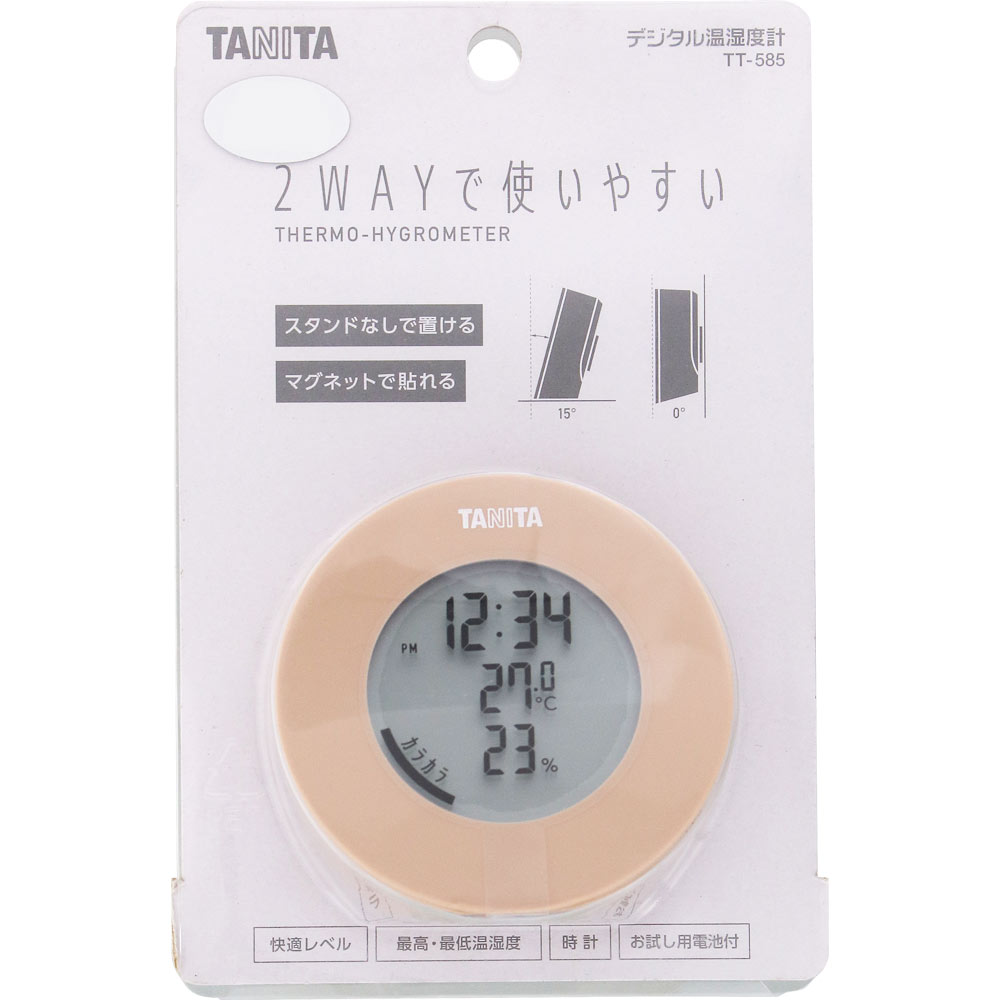 TANITA
デジタル温湿度計
TT-585
2WAYで使いやすい
THERMO-HYGROMETER
スタンドなしで置ける
マグネットで貼れる
15°
0°
TANITA
PM 12:34
27.0℃
23%
カラカラ
快適レベル
最高・最低温湿度
時計
お試し用電池付